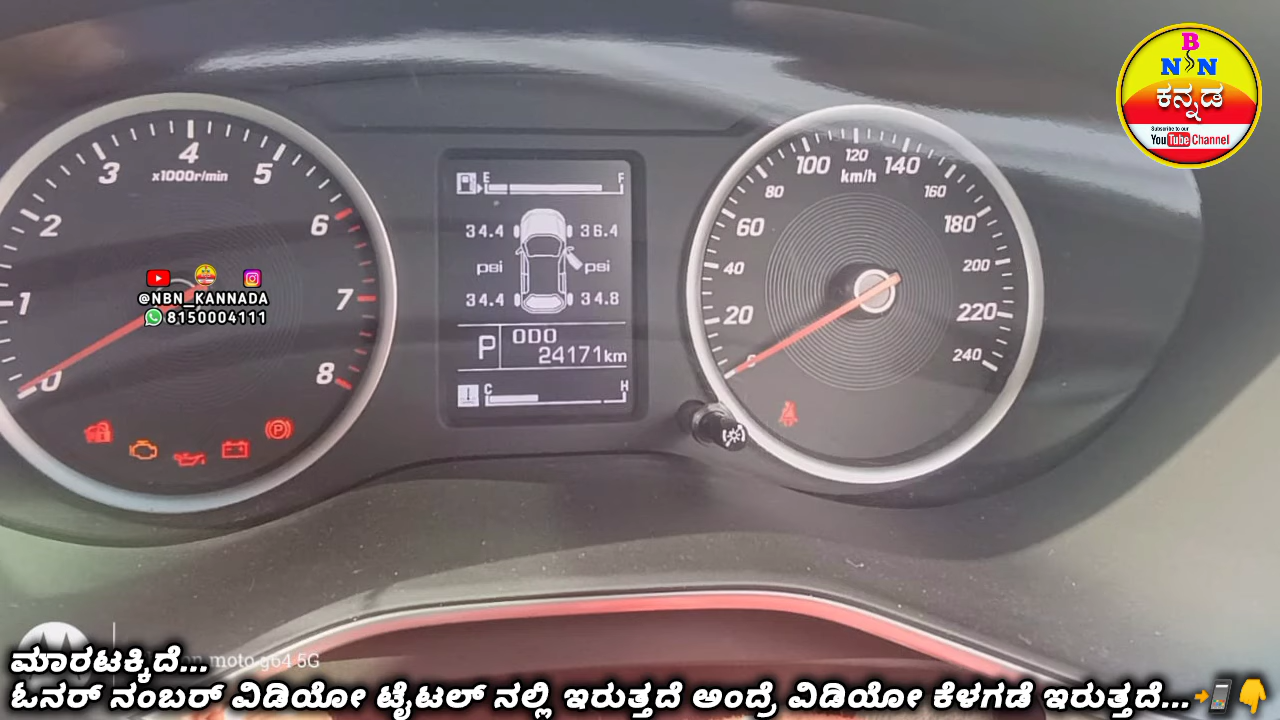 B
N N
ಕನ್ನಡ
Subscribe to our
YouTube Channel
3 4 5
x1000r/min
2 6
1 7
0 8
@NBN_KANNADA
8150004111
E F
34.4 36.4
psi psi
34.4 34.8
P ODO
24171km
C H
100 120 140
km/h
80 160
60 180
40 200
20 220
0 240
P
moto g64 5G
ಮಾರಟಕ್ಕಿದೆ...
ಓನರ್ ನಂಬರ್ ವಿಡಿಯೋ ಟೈಟಲ್ ನಲ್ಲಿ ಇರುತ್ತದೆ ಅಂದ್ರೆ ವಿಡಿಯೋ ಕೆಳಗಡೆ ಇರುತ್ತದೆ...